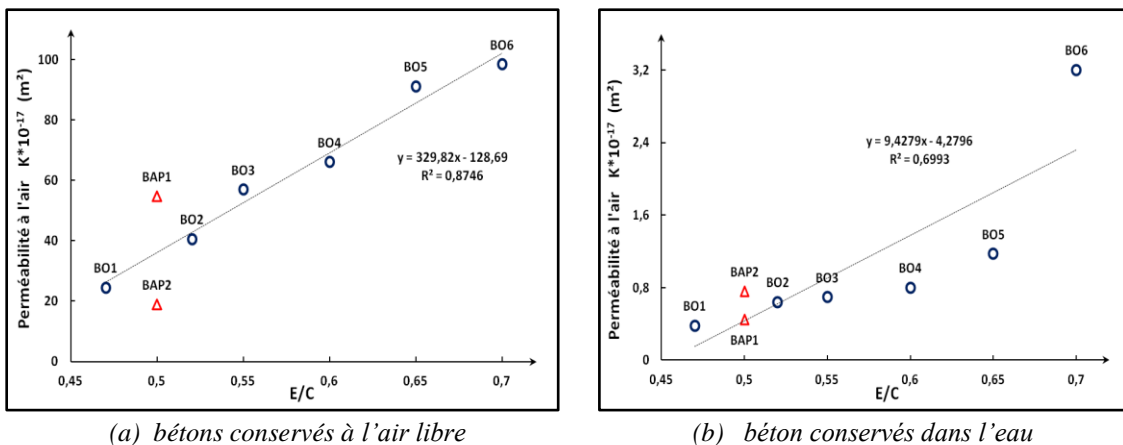 Perméabilité à l'air K*10⁻¹⁷ (m²)
100
80
60
40
20
0
0,45
0,5
0,55
0,6
0,65
0,7
E/C
BO1
BAP1
BAP2
BO2
BO3
BO4
BO5
BO6
y = 329,82x - 128,69
R² = 0,8746
(a) bétons conservés à l'air libre
Perméabilité à l'air K*10⁻¹⁷ (m²)
3,2
2,4
1,6
0,8
0
0,45
0,5
0,55
0,6
0,65
0,7
E/C
BO1
BAP2
BAP1
BO2
BO3
BO4
BO5
BO6
y = 9,4279x - 4,2796
R² = 0,6993
(b) béton conservés dans l'eau